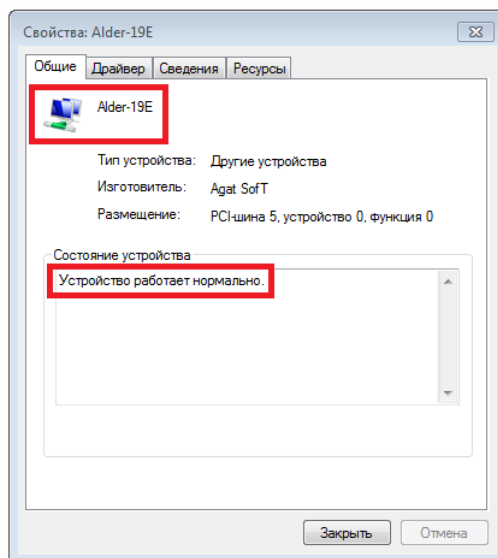 Свойства: Alder-19E
Общие Драйвер Сведения Ресурсы
Alder-19E
Тип устройства: Другие устройства
Изготовитель: Agat SofT
Размещение: PCI-шина 5, устройство 0, функция 0
Состояние устройства
Устройство работает нормально.
Закрыть Отмена